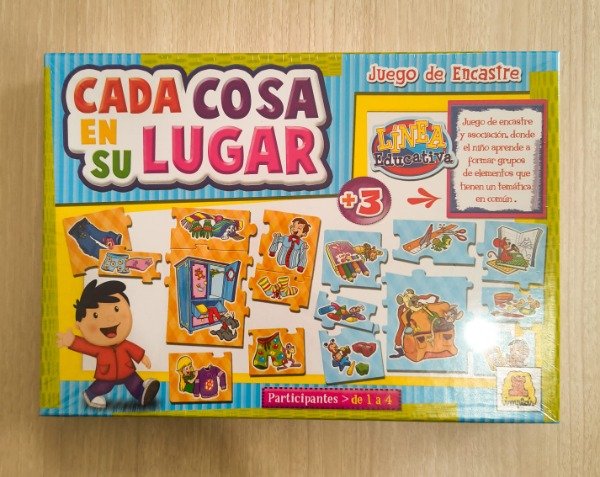 CADA COSA
EN
SU LUGAR
Juego de Encastre
LÍNEA
Educativa
Juego de encastre
y asociación, donde
el niño aprende a
formar grupos
de elementos que
tienen un temática
en común .
+3
Participantes > de 1 a 4